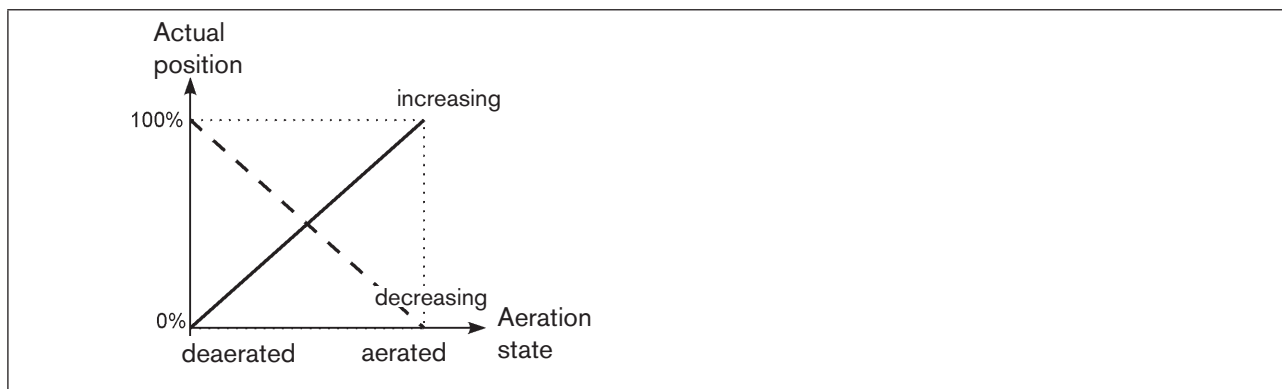 Actual
position
increasing
100%
decreasing
0%
Aeration
state
deaerated
aerated